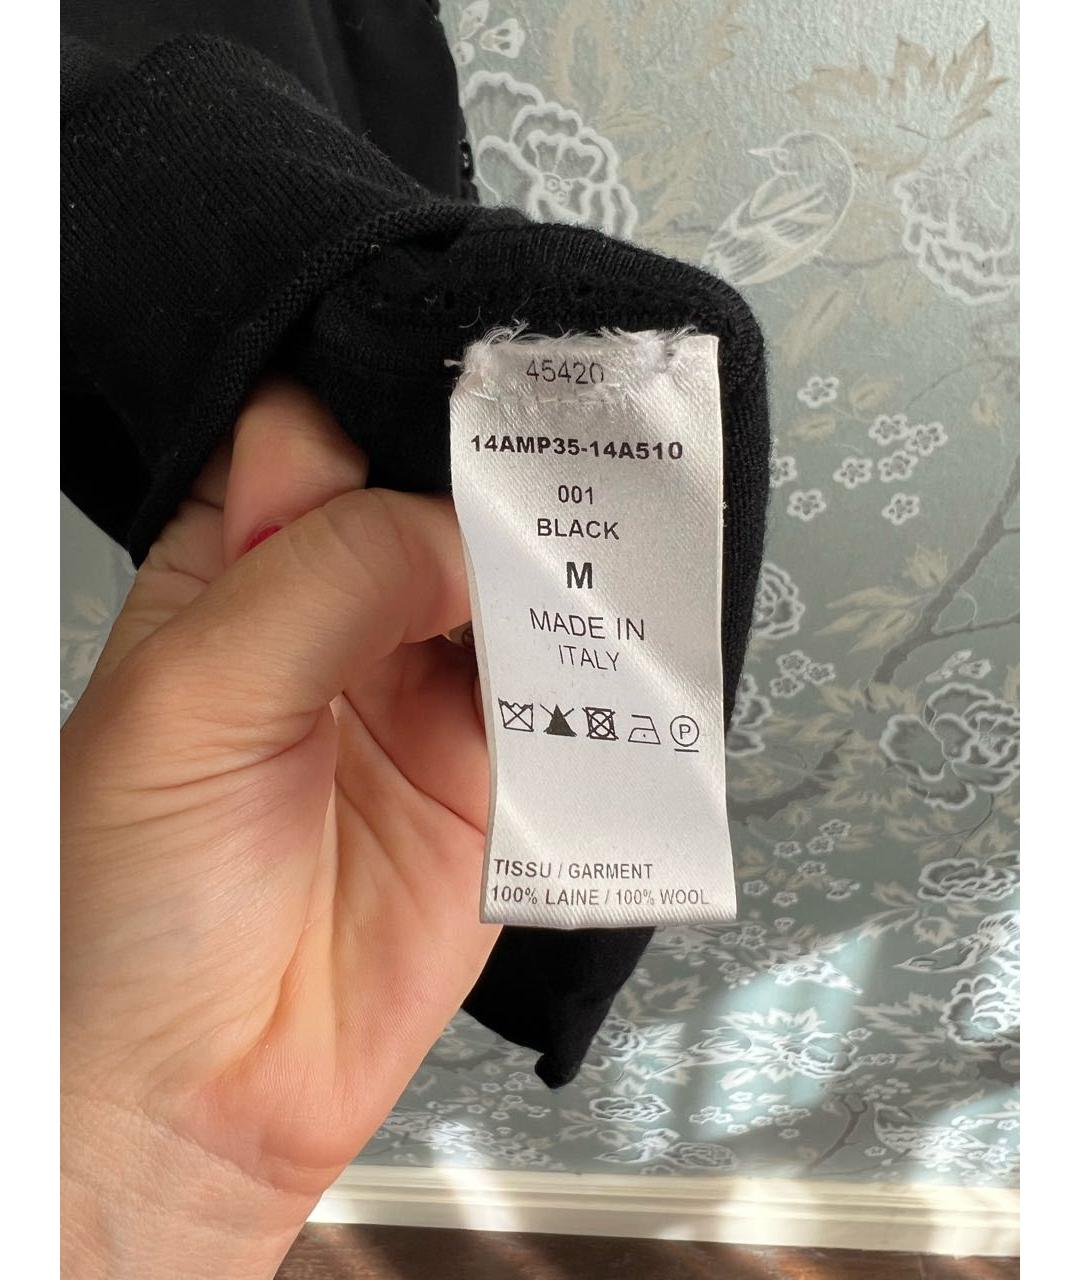 45420
14AMP35-14A510
001
BLACK
M
MADE IN
ITALY
P
TISSU / GARMENT
100% LAINE / 100% WOOL